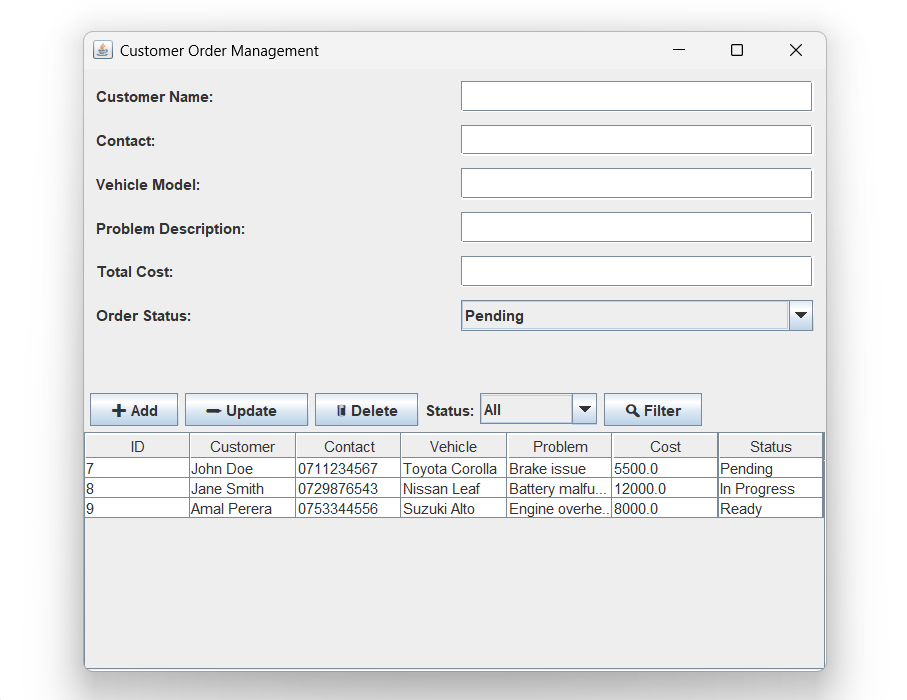 Customer Order Management
Customer Name:
Contact:
Vehicle Model:
Problem Description:
Total Cost:
Order Status: Pending
Add Update Delete Status: All Filter
ID Customer Contact Vehicle Problem Cost Status
7 John Doe 0711234567 Toyota Corolla Brake issue 5500.0 Pending
8 Jane Smith 0729876543 Nissan Leaf Battery malfu... 12000.0 In Progress
9 Amal Perera 0753344556 Suzuki Alto Engine overhe... 8000.0 Ready